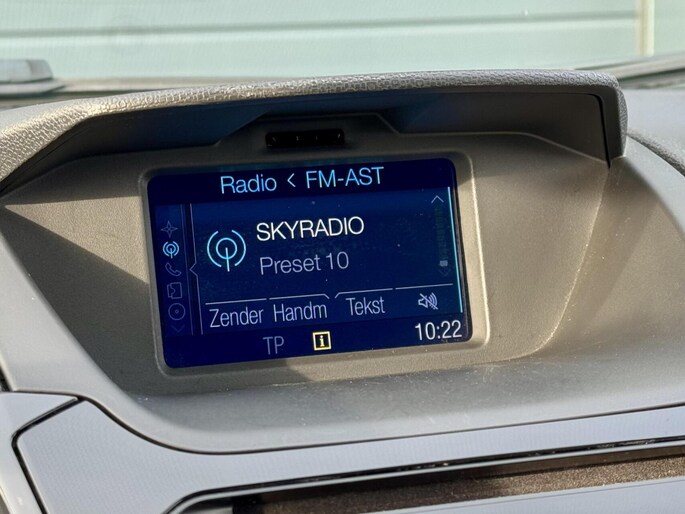 Radio < FM-AST
SKYRADIO
Preset 10
Zender Handm Tekst
TP i 10:22